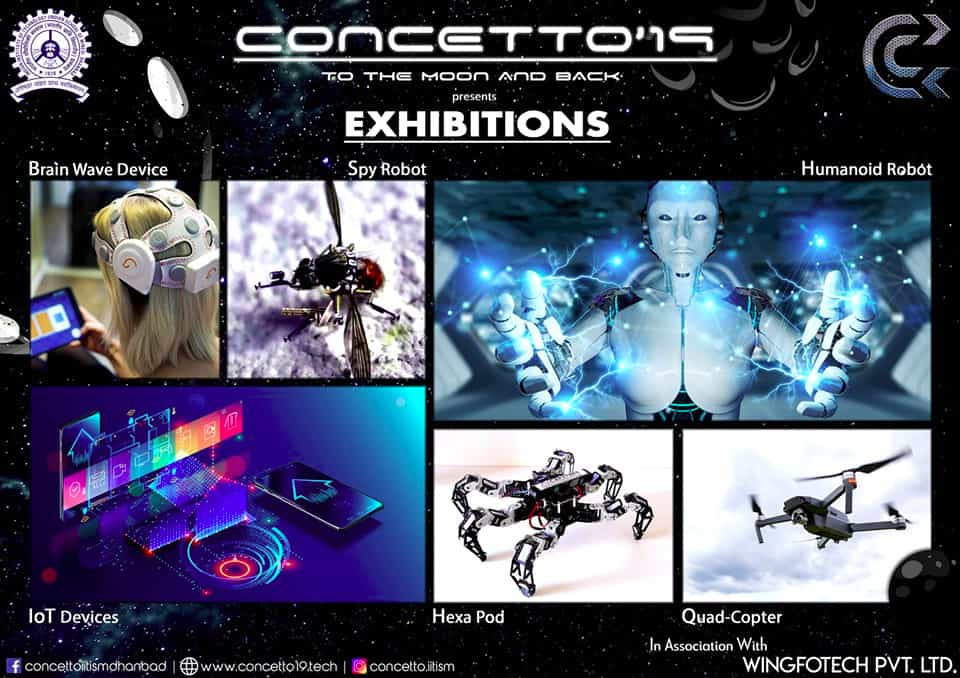 CONCETTO'19
TO THE MOON AND BACK
presents
EXHIBITIONS
Brain Wave Device
Spy Robot
Humanoid Robot
IoT Devices
Hexa Pod
Quad-Copter
In Association With
WINGFOTECH PVT. LTD.
concettoiitismdhanbad | www.concetto19.tech | concetto.iitism